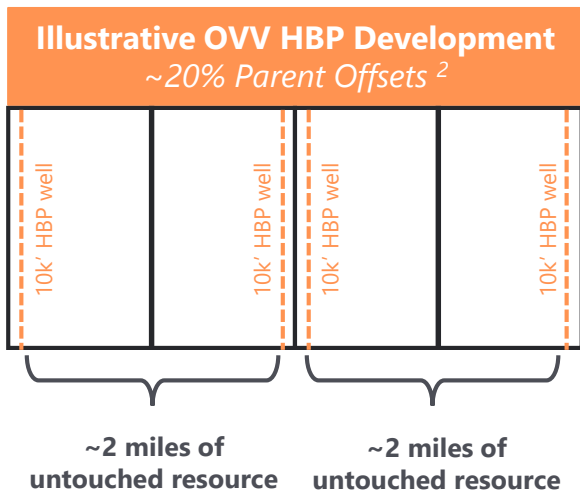 Illustrative OVV HBP Development
~20% Parent Offsets 2
10k' HBP well
10k' HBP well
10k' HBP well
10k' HBP well
~2 miles of
untouched resource
~2 miles of
untouched resource